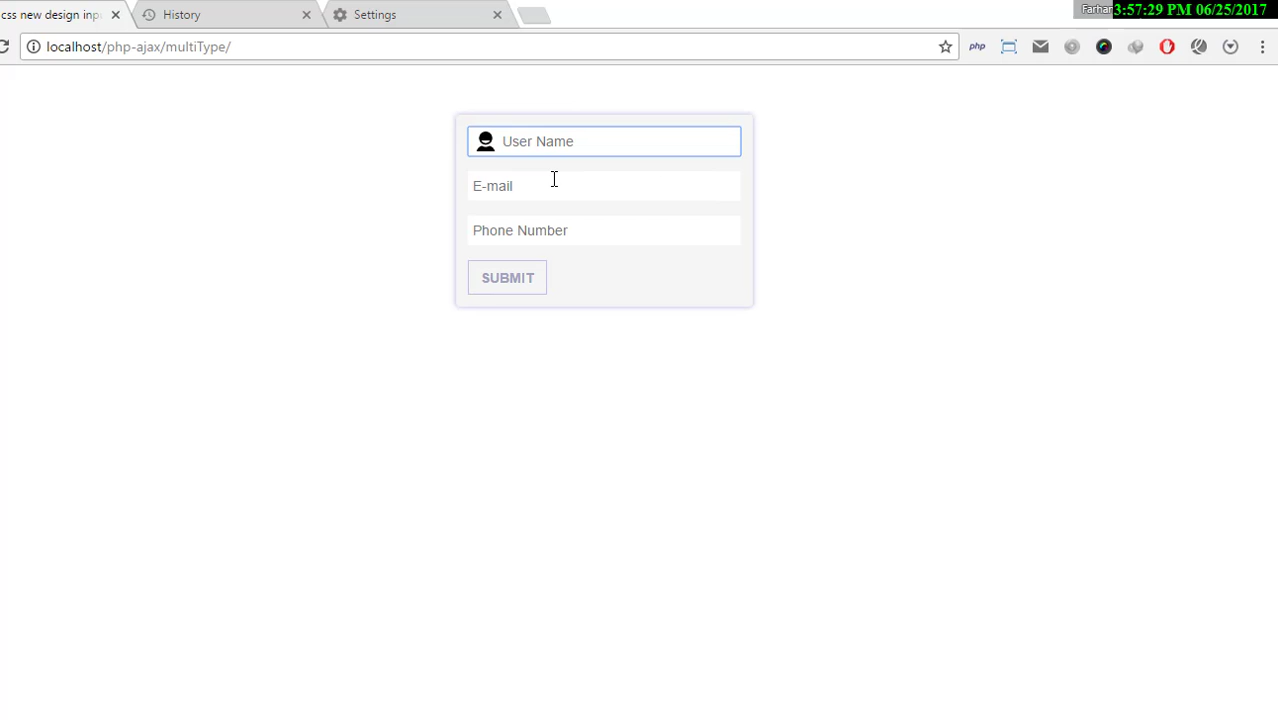 css new design inp
History
Settings
Farhan
3:57:29 PM 06/25/2017
localhost/php-ajax/multiType/
php
User Name
E-mail
Phone Number
SUBMIT